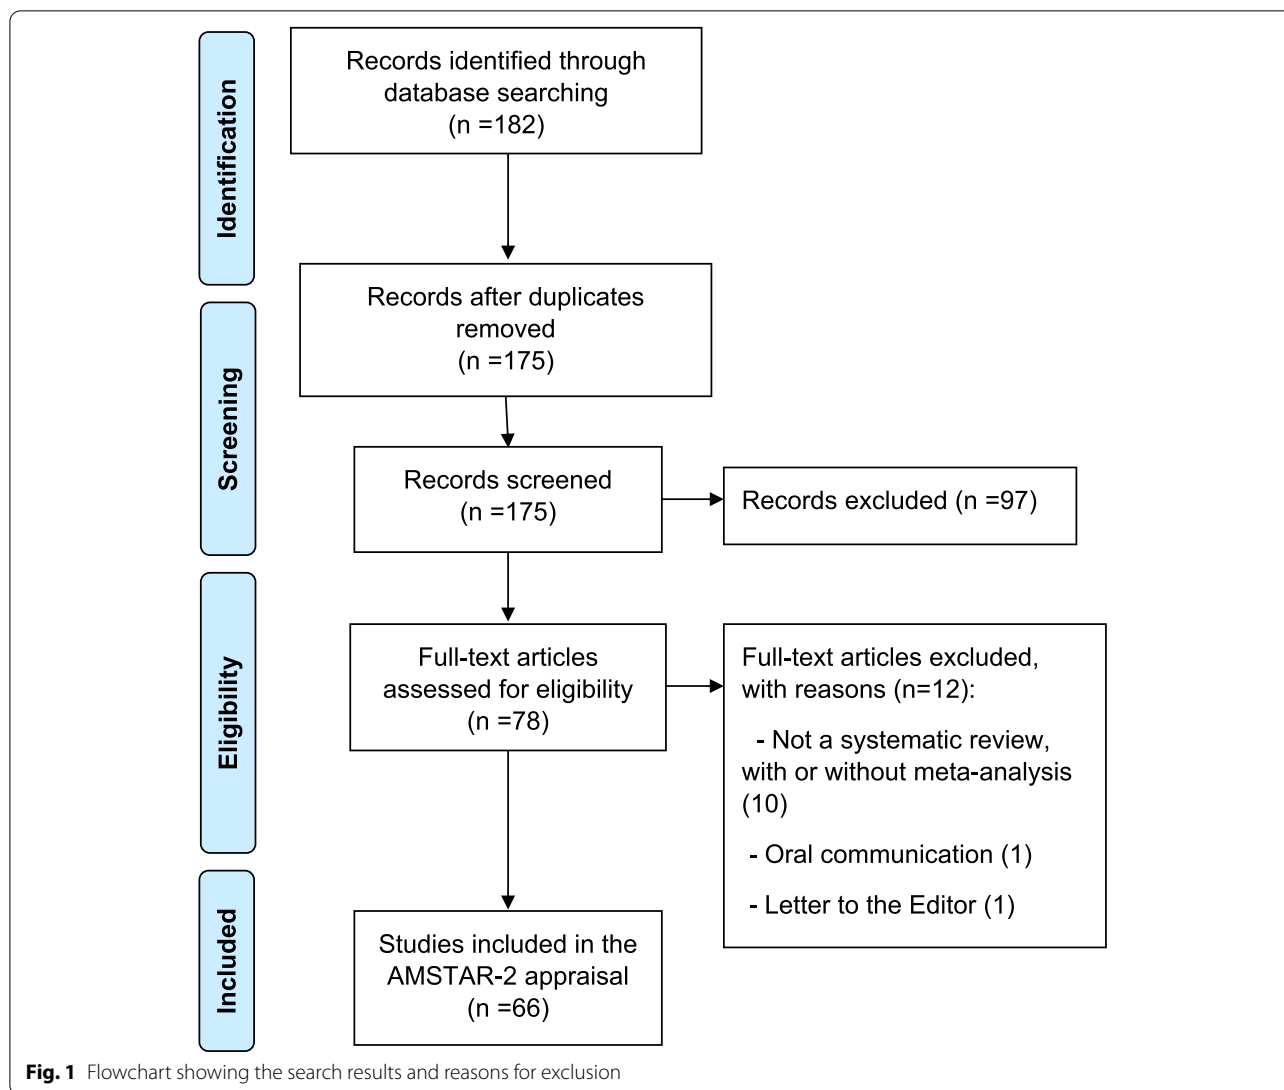 Identification
Records identified through
database searching
(n =182)
Records after duplicates
removed
(n =175)
Screening
Records screened
(n =175)
Records excluded (n =97)
Eligibility
Full-text articles
assessed for eligibility
(n =78)
Full-text articles excluded,
with reasons (n=12):
- Not a systematic review,
with or without meta-analysis
(10)
- Oral communication (1)
- Letter to the Editor (1)
Included
Studies included in the
AMSTAR-2 appraisal
(n =66)
Fig. 1 Flowchart showing the search results and reasons for exclusion